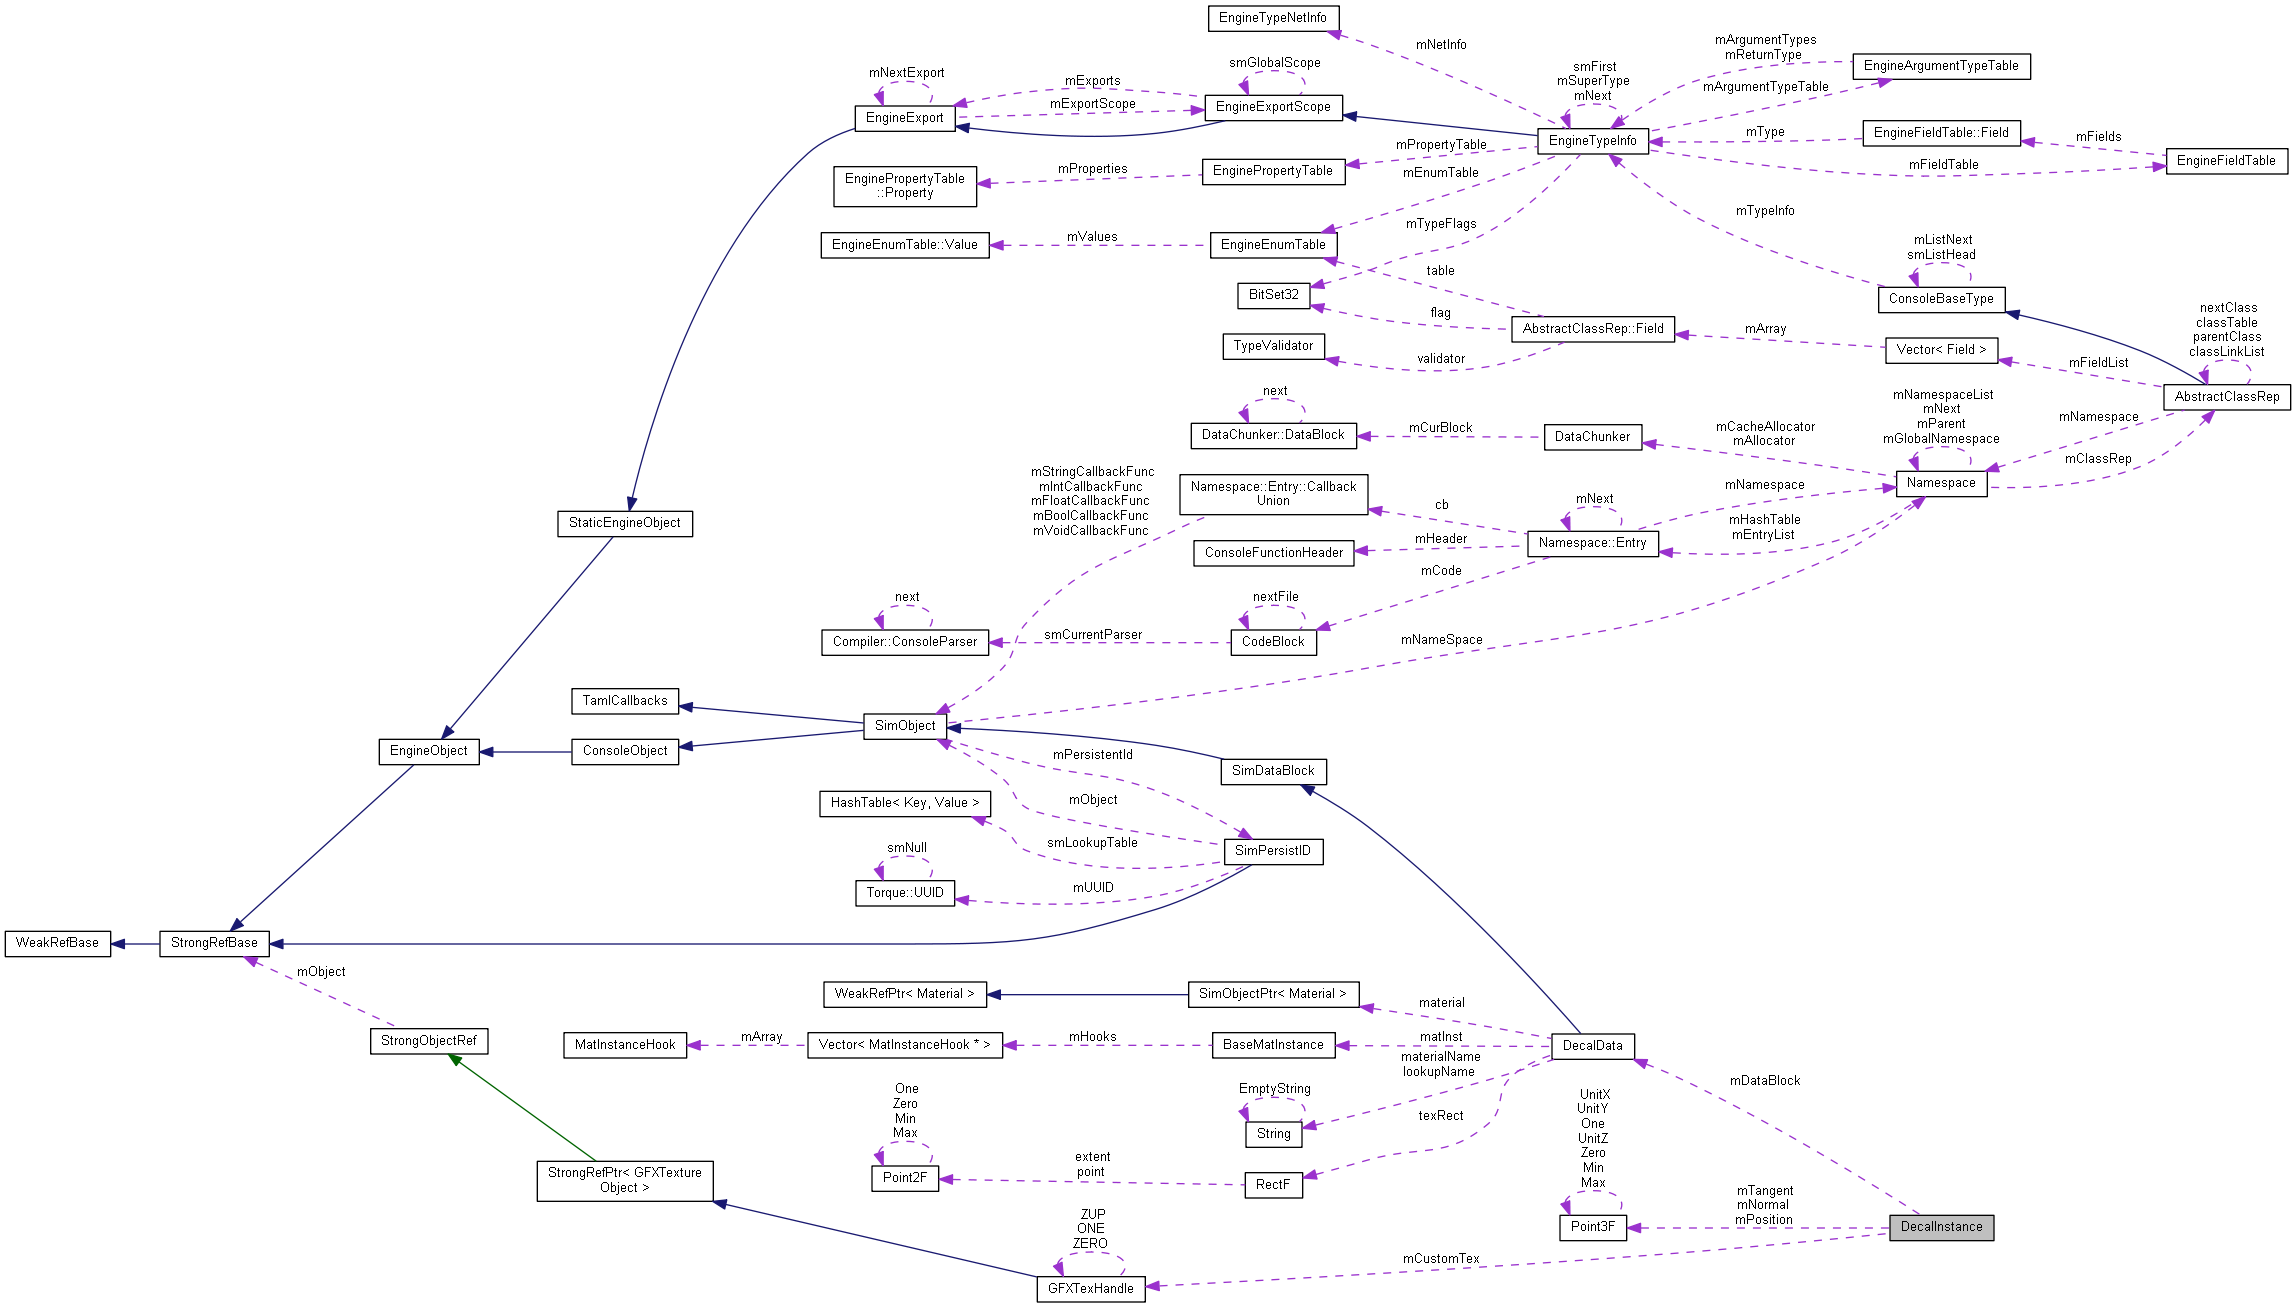 EngineTypeNetInfo
mNetInfo
mArgumentTypes
mReturnType
EngineArgumentTypeTable
mArgumentTypeTable
smFirst
mSuperType
mNext
EngineTypeInfo
mNextExport
EngineExport
mExports
mExportScope
smGlobalScope
EngineExportScope
mType
EngineFieldTable::Field
mFields
EngineFieldTable
mFieldTable
mPropertyTable
EnginePropertyTable
mProperties
EnginePropertyTable
::Property
mEnumTable
mTypeFlags
mTypeInfo
EngineEnumTable::Value
mValues
EngineEnumTable
table
BitSet32
flag
mListNext
smListHead
ConsoleBaseType
AbstractClassRep::Field
mArray
Vector< Field >
mFieldList
nextClass
classTable
parentClass
classLinkList
AbstractClassRep
TypeValidator
validator
next
DataChunker::DataBlock
mCurBlock
DataChunker
mCacheAllocator
mAllocator
mNamespaceList
mNext
mParent
mGlobalNamespace
Namespace
mNamespace
mClassRep
mStringCallbackFunc
mIntCallbackFunc
mFloatCallbackFunc
mBoolCallbackFunc
mVoidCallbackFunc
Namespace::Entry::Callback
Union
cb
mNext
Namespace::Entry
mNamespace
mHashTable
mEntryList
mHeader
ConsoleFunctionHeader
mCode
StaticEngineObject
next
Compiler::ConsoleParser
smCurrentParser
nextFile
CodeBlock
mNameSpace
TamlCallbacks
SimObject
EngineObject
ConsoleObject
mPersistentId
SimDataBlock
mObject
HashTable< Key, Value >
smLookupTable
SimPersistID
smNull
Torque::UUID
mUUID
WeakRefBase
StrongRefBase
mObject
WeakRefPtr< Material >
SimObjectPtr< Material >
material
StrongObjectRef
MatInstanceHook
mArray
Vector< MatInstanceHook * >
mHooks
BaseMatInstance
matInst
DecalData
materialName
lookupName
EmptyString
String
texRect
mDataBlock
One
Zero
Min
Max
Point2F
extent
point
RectF
UnitX
UnitY
One
UnitZ
Zero
Min
Max
Point3F
mTangent
mNormal
mPosition
DecalInstance
StrongRefPtr< GFXTexture
Object >
ZUP
ONE
ZERO
GFXTexHandle
mCustomTex